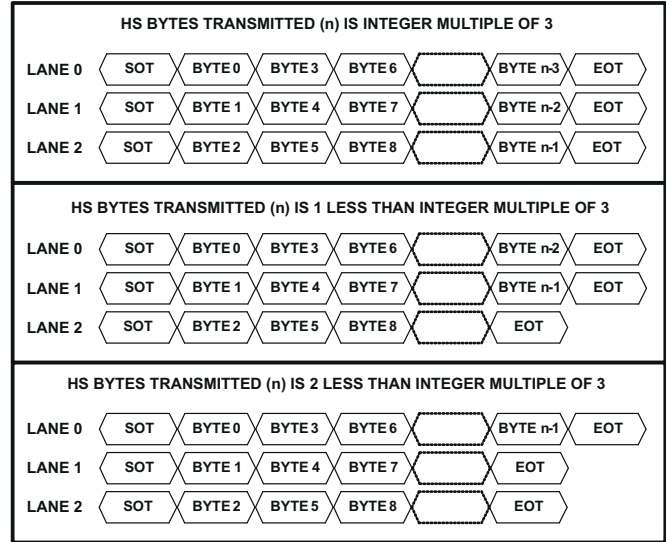 HS BYTES TRANSMITTED (n) IS INTEGER MULTIPLE OF 3
LANE 0 SOT BYTE 0 BYTE 3 BYTE 6 BYTE n-3 EOT
LANE 1 SOT BYTE 1 BYTE 4 BYTE 7 BYTE n-2 EOT
LANE 2 SOT BYTE 2 BYTE 5 BYTE 8 BYTE n-1 EOT
HS BYTES TRANSMITTED (n) IS 1 LESS THAN INTEGER MULTIPLE OF 3
LANE 0 SOT BYTE 0 BYTE 3 BYTE 6 BYTE n-2 EOT
LANE 1 SOT BYTE 1 BYTE 4 BYTE 7 BYTE n-1 EOT
LANE 2 SOT BYTE 2 BYTE 5 BYTE 8 EOT
HS BYTES TRANSMITTED (n) IS 2 LESS THAN INTEGER MULTIPLE OF 3
LANE 0 SOT BYTE 0 BYTE 3 BYTE 6 BYTE n-1 EOT
LANE 1 SOT BYTE 1 BYTE 4 BYTE 7 EOT
LANE 2 SOT BYTE 2 BYTE 5 BYTE 8 EOT